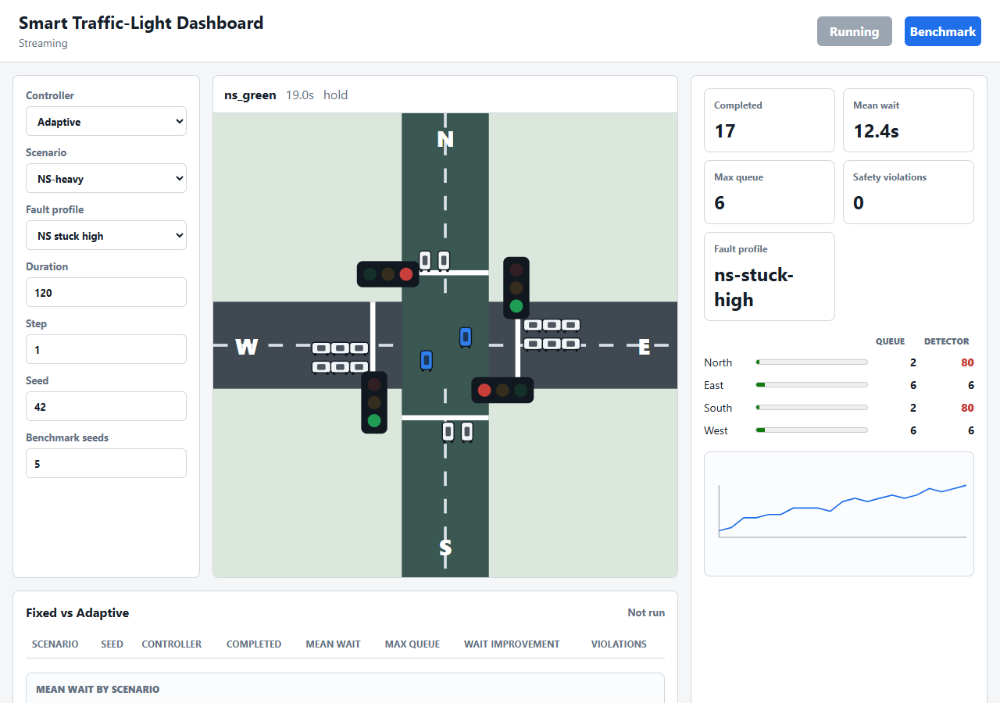 Smart Traffic-Light Dashboard
Streaming
Running
Benchmark
Controller
Adaptive
Scenario
NS-heavy
Fault profile
NS stuck high
Duration
120
Step
1
Seed
42
Benchmark seeds
5
ns_green 19.0s hold
N
W
E
S
Completed
17
Mean wait
12.4s
Max queue
6
Safety violations
0
Fault profile
ns-stuck-
high
QUEUE DETECTOR
North 2 80
East 6 6
South 2 80
West 6 6
Fixed vs Adaptive
Not run
SCENARIO SEED CONTROLLER COMPLETED MEAN WAIT MAX QUEUE WAIT IMPROVEMENT VIOLATIONS
MEAN WAIT BY SCENARIO